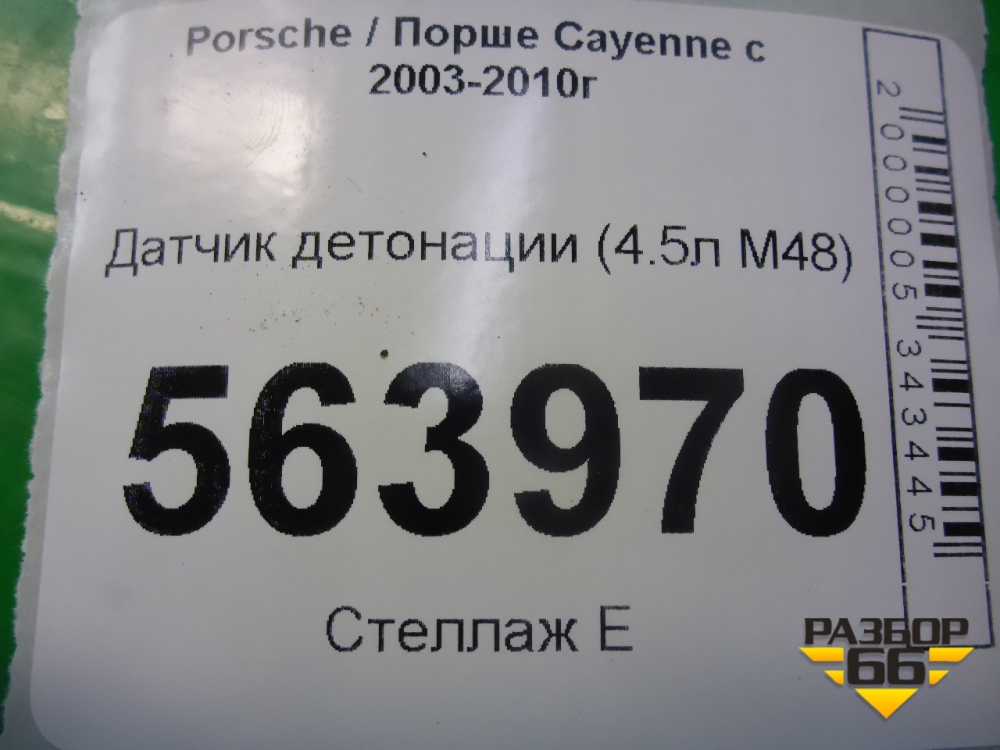 Porsche / Порше Cayenne с
2003-2010г
Датчик детонации (4.5л M48)
563970
Стеллаж Е
2000005343445
РАЗБОР
66